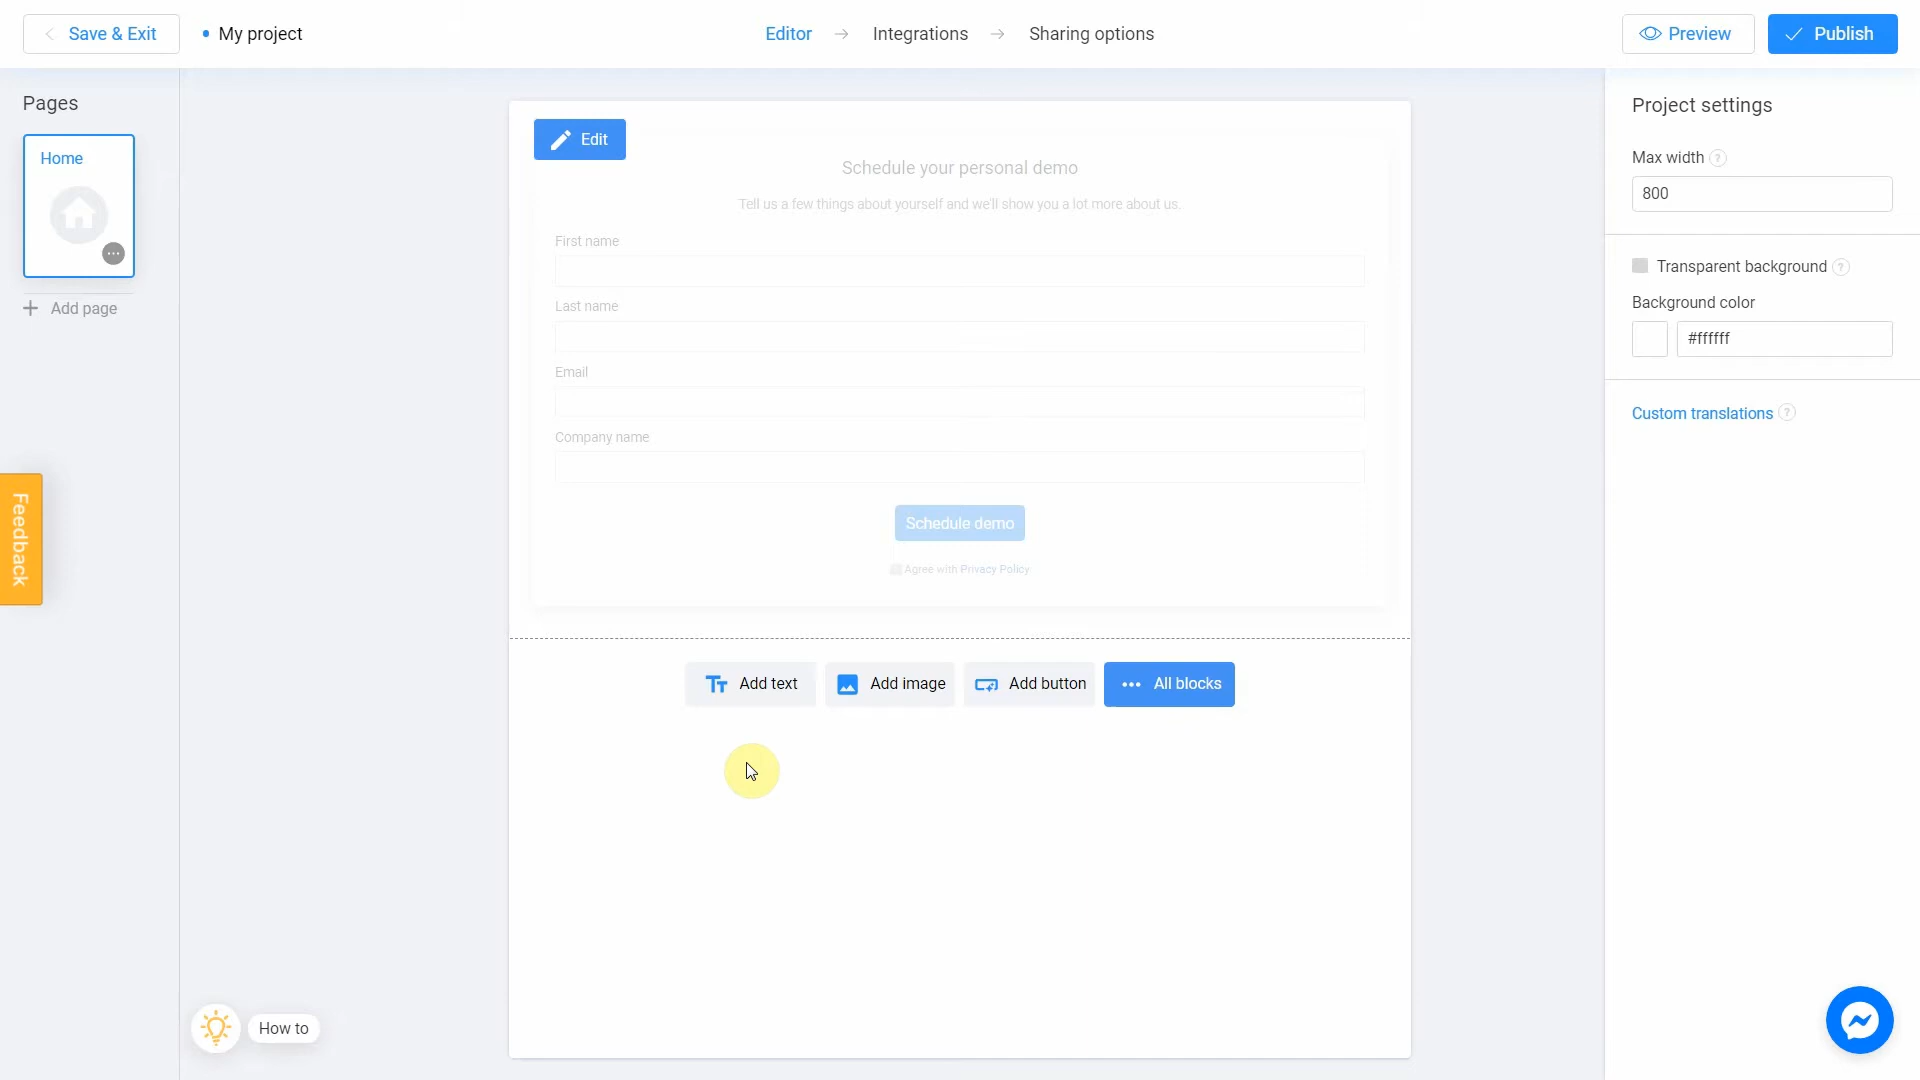 Save & Exit
My project
Editor
Integrations
Sharing options
Preview
Publish
Pages
Home
Add page
Feedback
Edit
Schedule your personal demo
Tell us a few things about yourself and we'll show you a lot more about us.
First name
Last name
Email
Company name
Schedule demo
Agree with Privacy Policy
Add text
Add image
Add button
All blocks
Project settings
Max width ?
800
Transparent background ?
Background color
#ffffff
Custom translations ?
How to